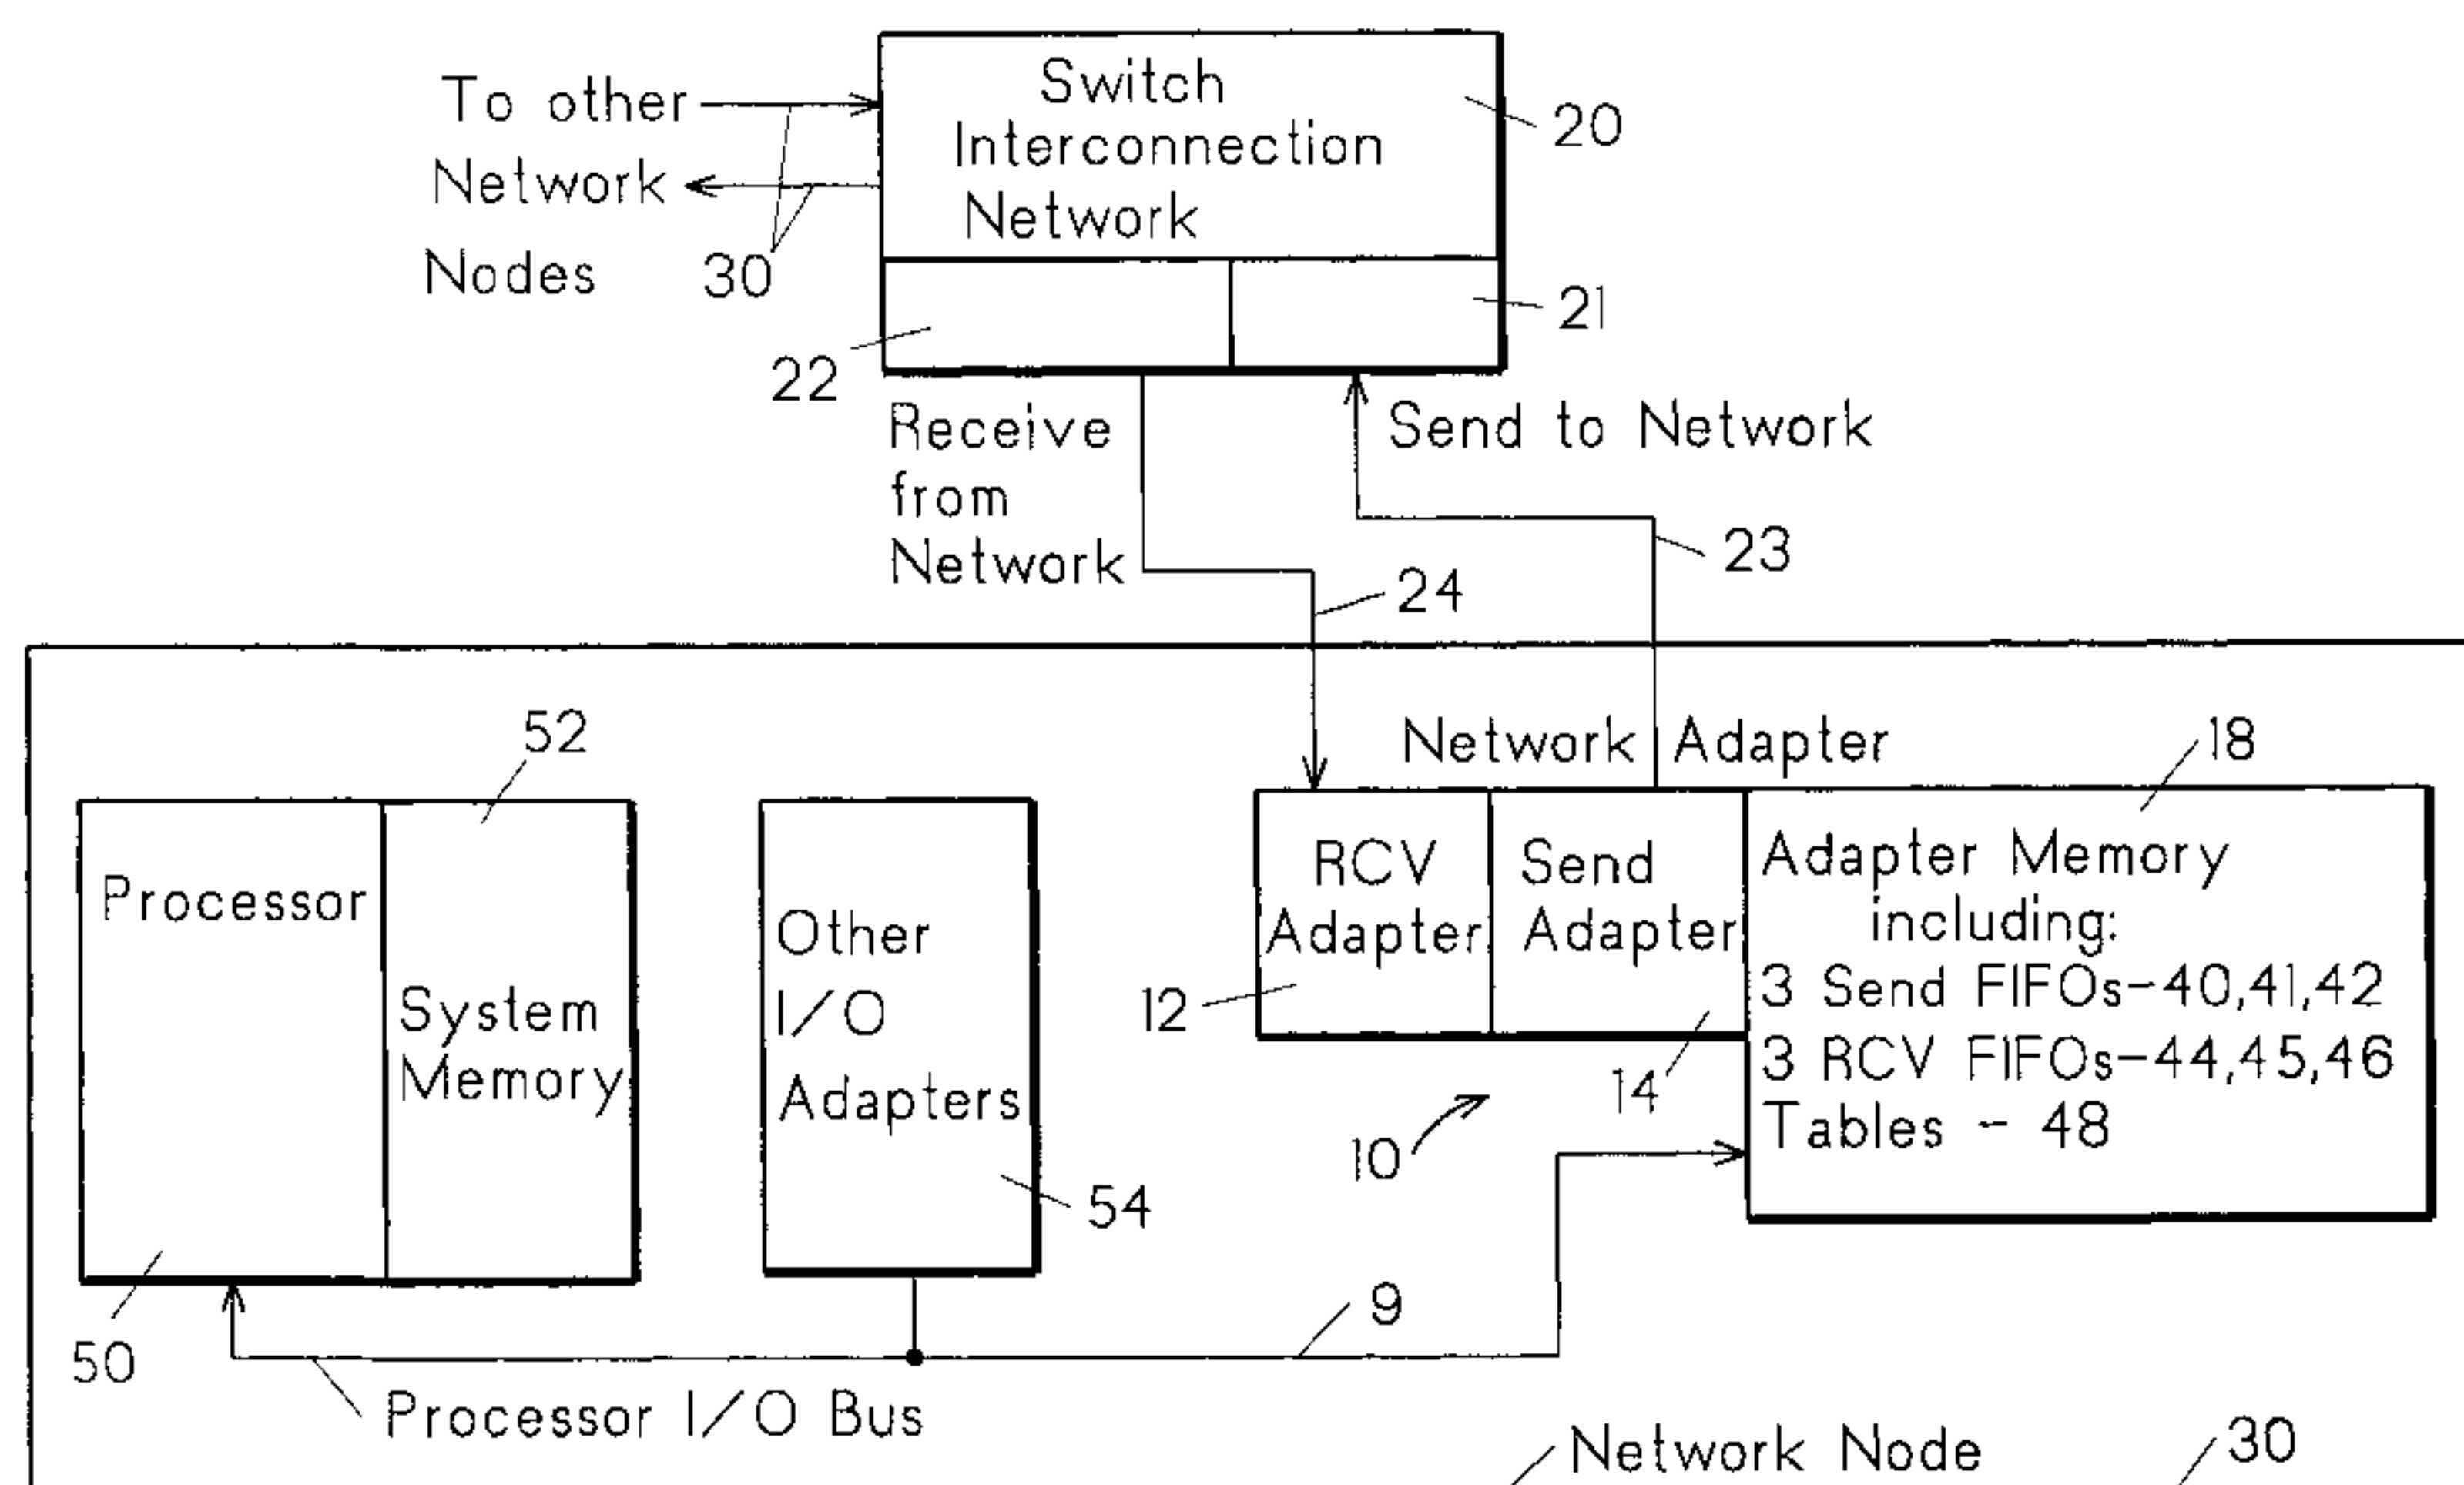 To other
Network
Nodes
30
Switch
Interconnection
Network
20
21
22
Receive
from
Network
Send to Network
23
24
Network Adapter
18
52
Processor
System
Memory
Other
I/O
Adapters
RCV
Adapter
Send
Adapter
Adapter Memory
including:
3 Send FIFOs-40,41,42
3 RCV FIFOs-44,45,46
Tables - 48
12
14
10
54
50
9
Processor I/O Bus
Network Node
30